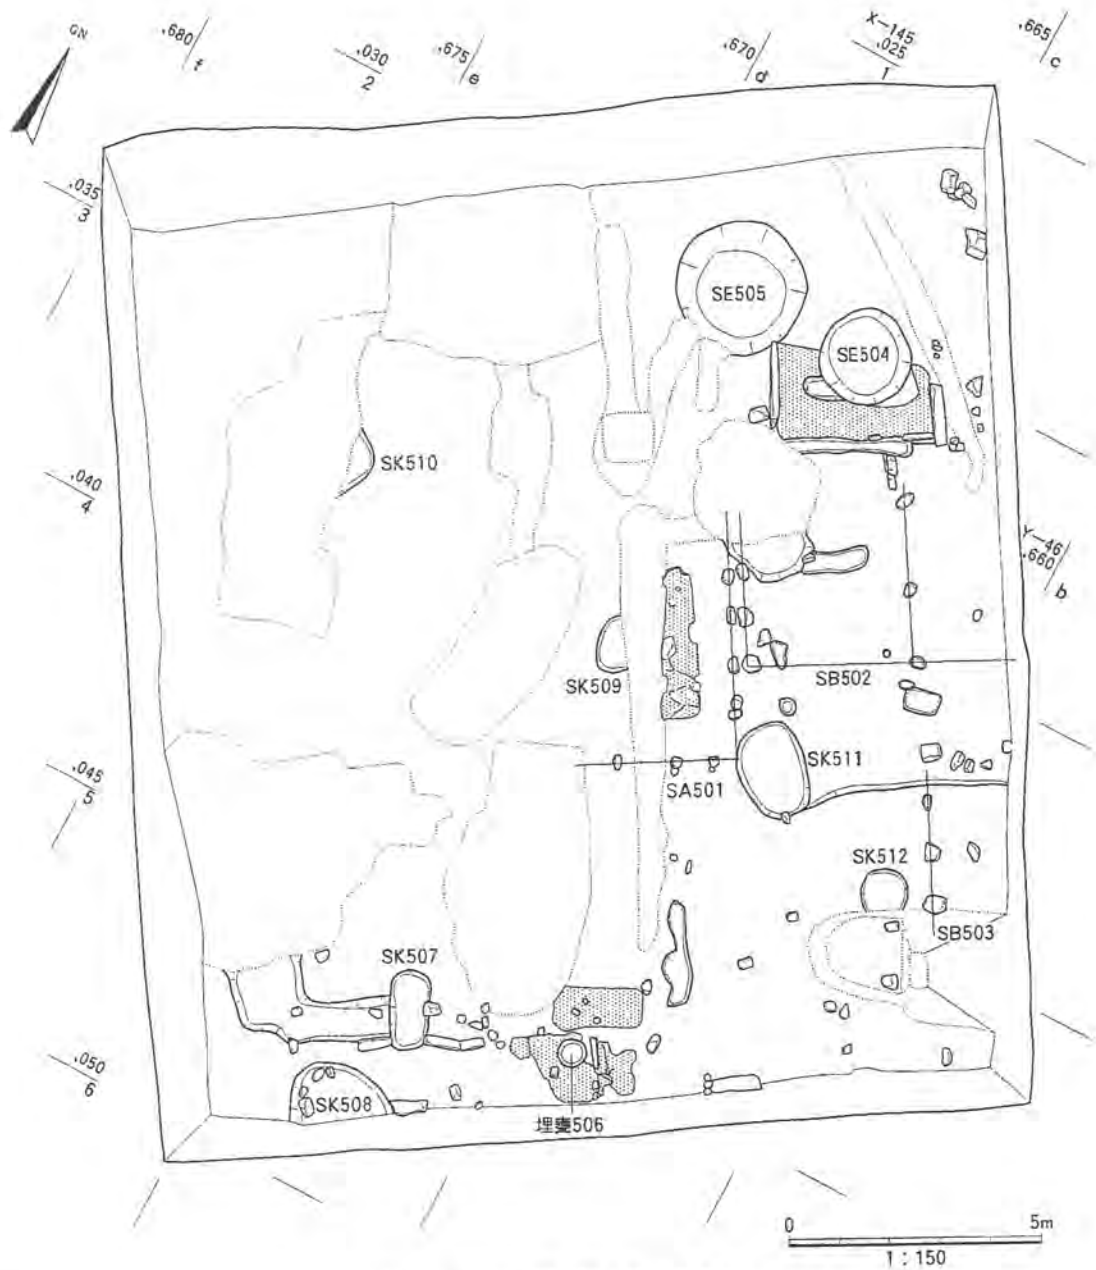 GN
.680
f
.030
2
.675
e
.670
d
X-145
.025
1
.665
c
.035
3
SE505
SE504
SK510
.040
4
Y-46
.660
b
SK509
SB502
SK511
SA501
.045
5
SK512
SB503
SK507
.050
6
SK508
埋甕506
0 5m
1:150